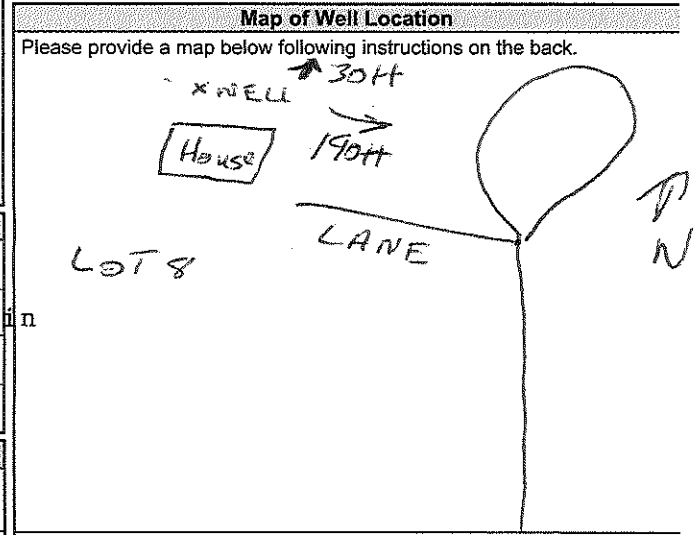 Map of Well Location
Please provide a map below following instructions on the back.
x WELL 30ft
House 190ft
LANE
N
LOT 8
in